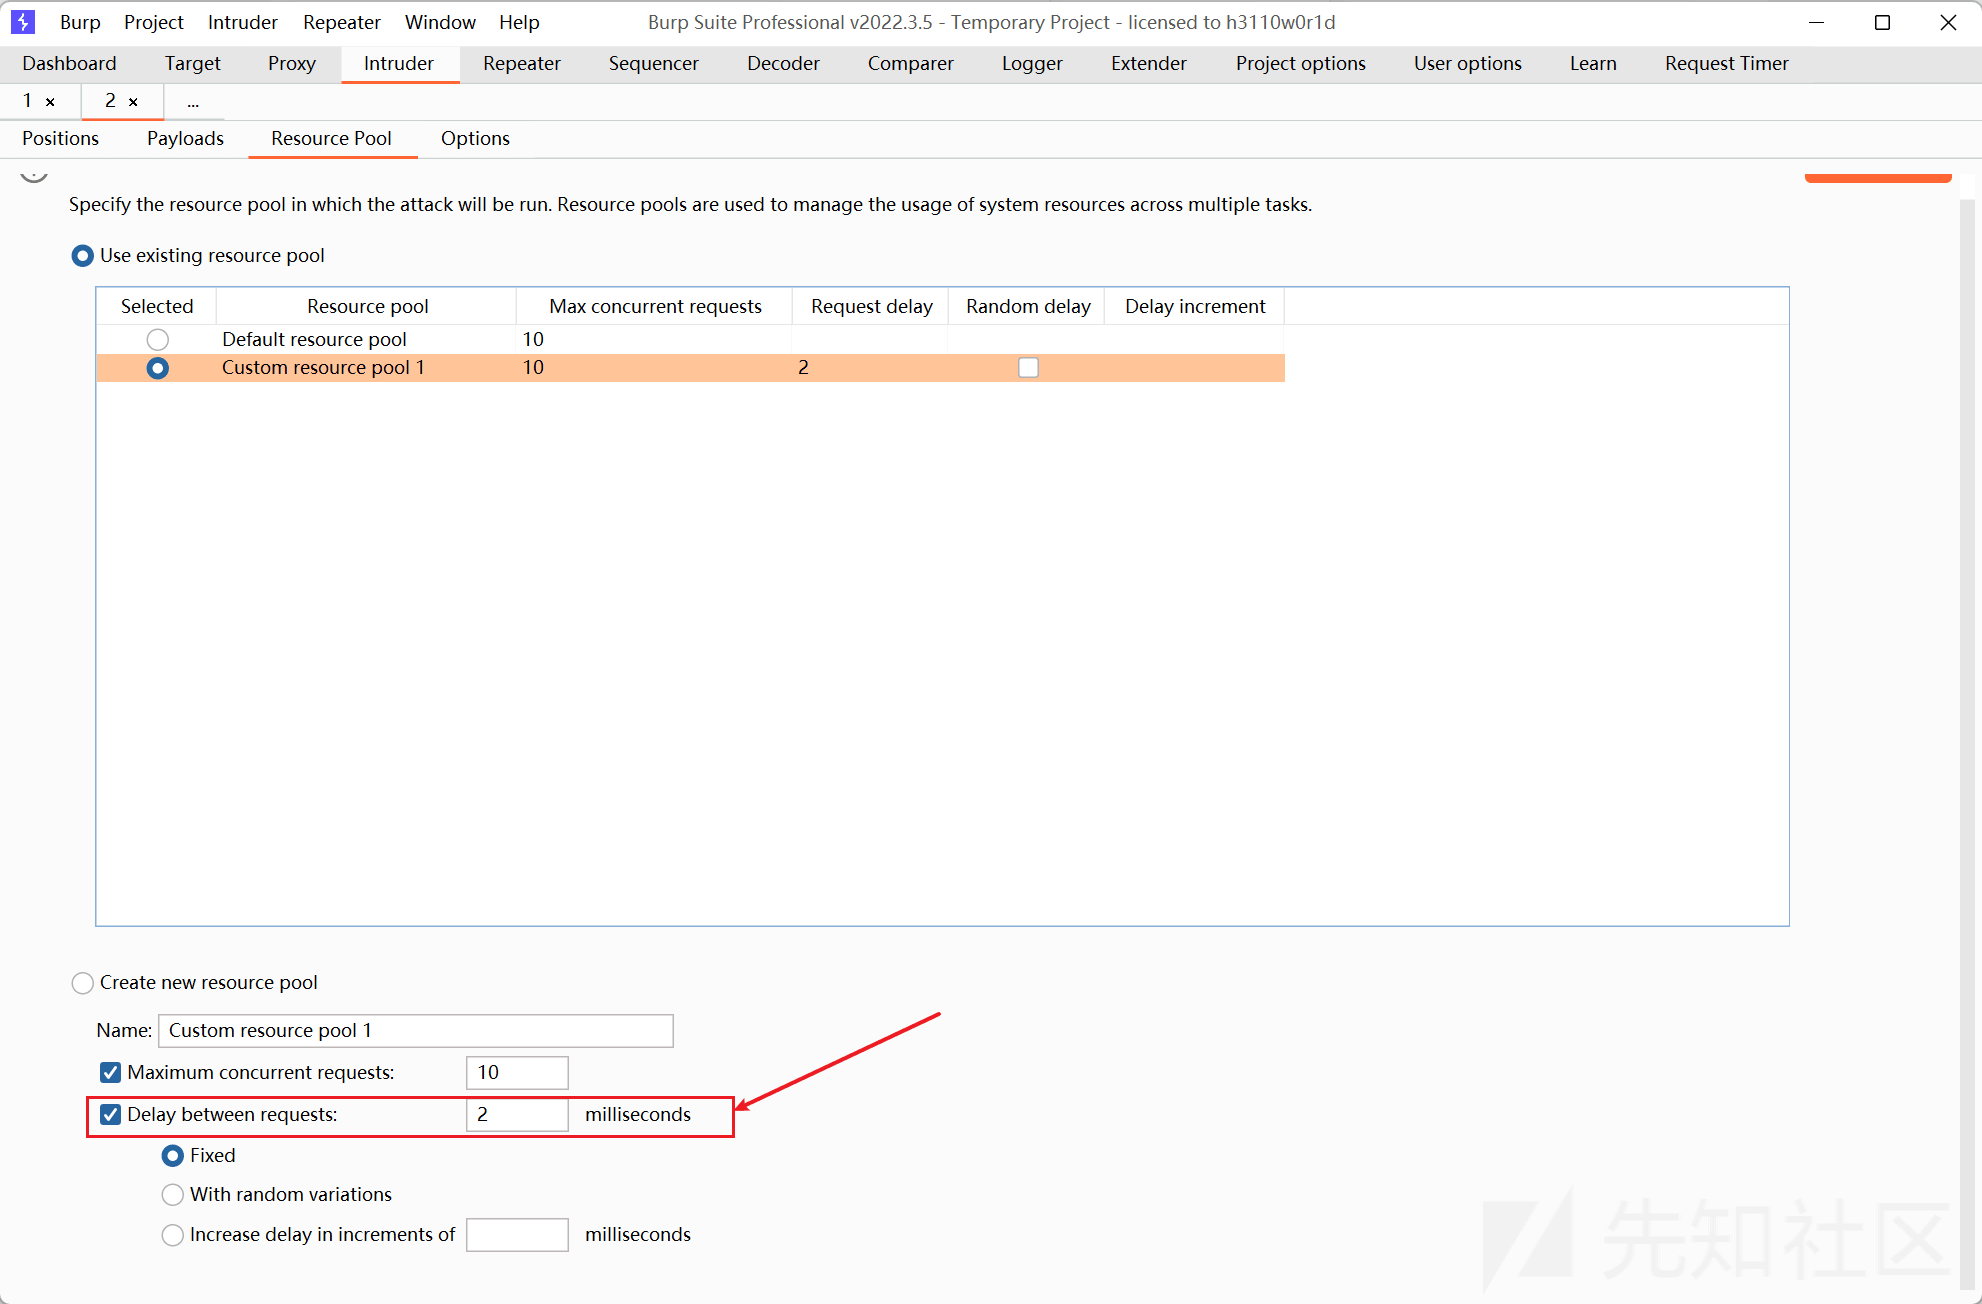 Burp Project Intruder Repeater Window Help Burp Suite Professional v2022.3.5 - Temporary Project - licensed to h3110w0r1d
Dashboard Target Proxy Intruder Repeater Sequencer Decoder Comparer Logger Extender Project options User options Learn Request Timer
1 × 2 × ...
Positions Payloads Resource Pool Options
Specify the resource pool in which the attack will be run. Resource pools are used to manage the usage of system resources across multiple tasks.
Use existing resource pool
Selected Resource pool Max concurrent requests Request delay Random delay Delay increment
Default resource pool 10
Custom resource pool 1 10 2
Create new resource pool
Name: Custom resource pool 1
Maximum concurrent requests: 10
Delay between requests: 2 milliseconds
Fixed
With random variations
Increase delay in increments of milliseconds
先知社区